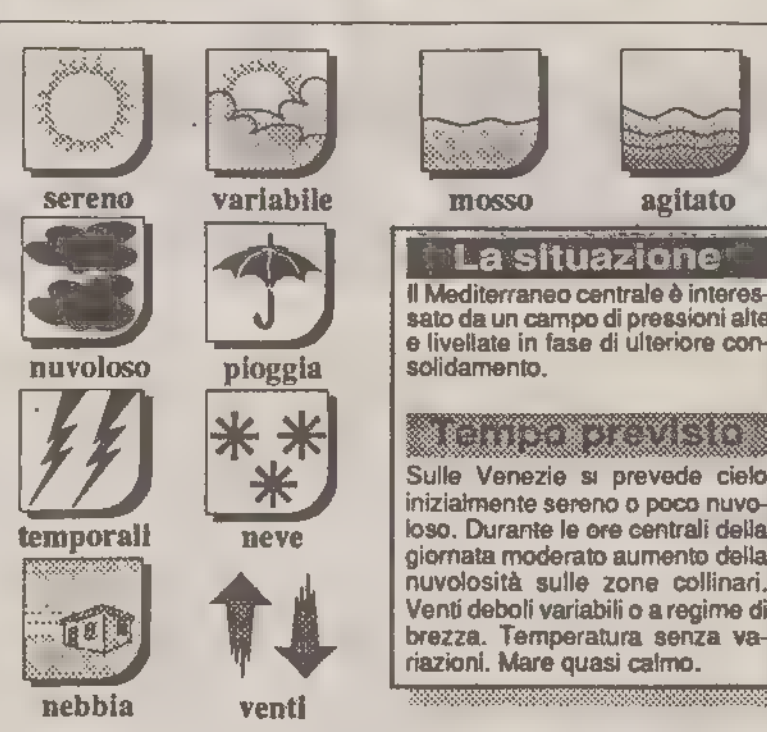 sereno
variabile
mosso
agitato
nuvoloso
pioggia
temporali
neve
nebbia
venti
La situazione
Il Mediterraneo centrale è interes-
sato da un campo di pressioni alte
e livellate in fase di ulteriore con-
solidamento.
Tempo previsto
Sulle Venezie si prevede cielo
inizialmente sereno o poco nuvo-
loso. Durante le ore centrali della
giornata moderato aumento della
nuvolosità sulle zone collinari.
Venti deboli variabili o a regime di
brezza. Temperatura senza va-
riazioni. Mare quasi calmo.